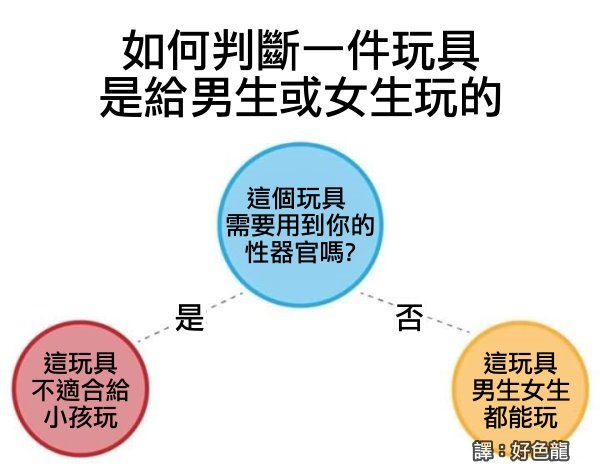 如何判斷一件玩具
是給男生或女生玩的
這個玩具
需要用到你的
性器官嗎?
是
否
這玩具
不適合給
小孩玩
這玩具
男生女生
都能玩
譯：好色龍